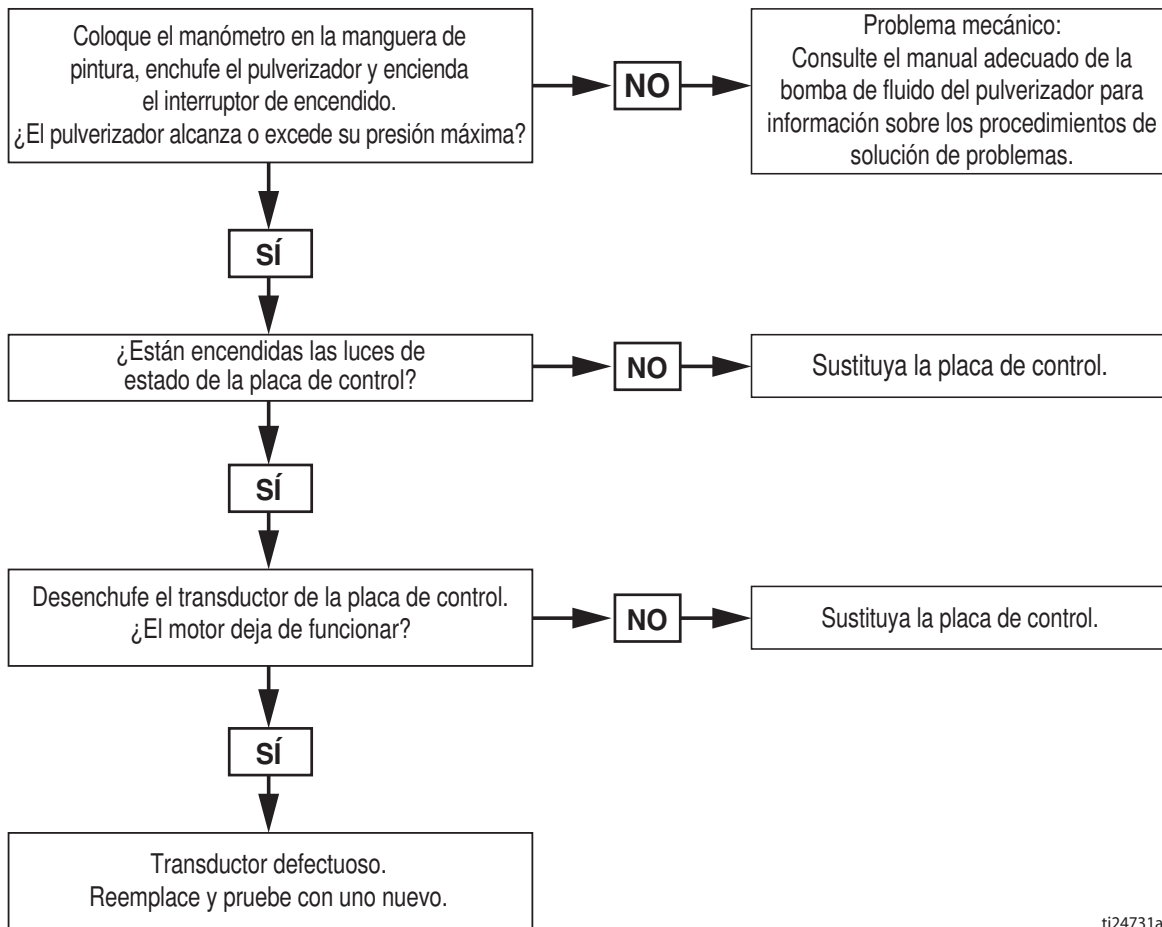 Coloque el manómetro en la manguera de
pintura, enchufe el pulverizador y encienda
el interruptor de encendido.
¿El pulverizador alcanza o excede su presión máxima?
NO
Problema mecánico:
Consulte el manual adecuado de la
bomba de fluido del pulverizador para
información sobre los procedimientos de
solución de problemas.
SÍ
¿Están encendidas las luces de
estado de la placa de control?
NO
Sustituya la placa de control.
SÍ
Desenchufe el transductor de la placa de control.
¿El motor deja de funcionar?
NO
Sustituya la placa de control.
SÍ
Transductor defectuoso.
Reemplace y pruebe con uno nuevo.
ti24731a